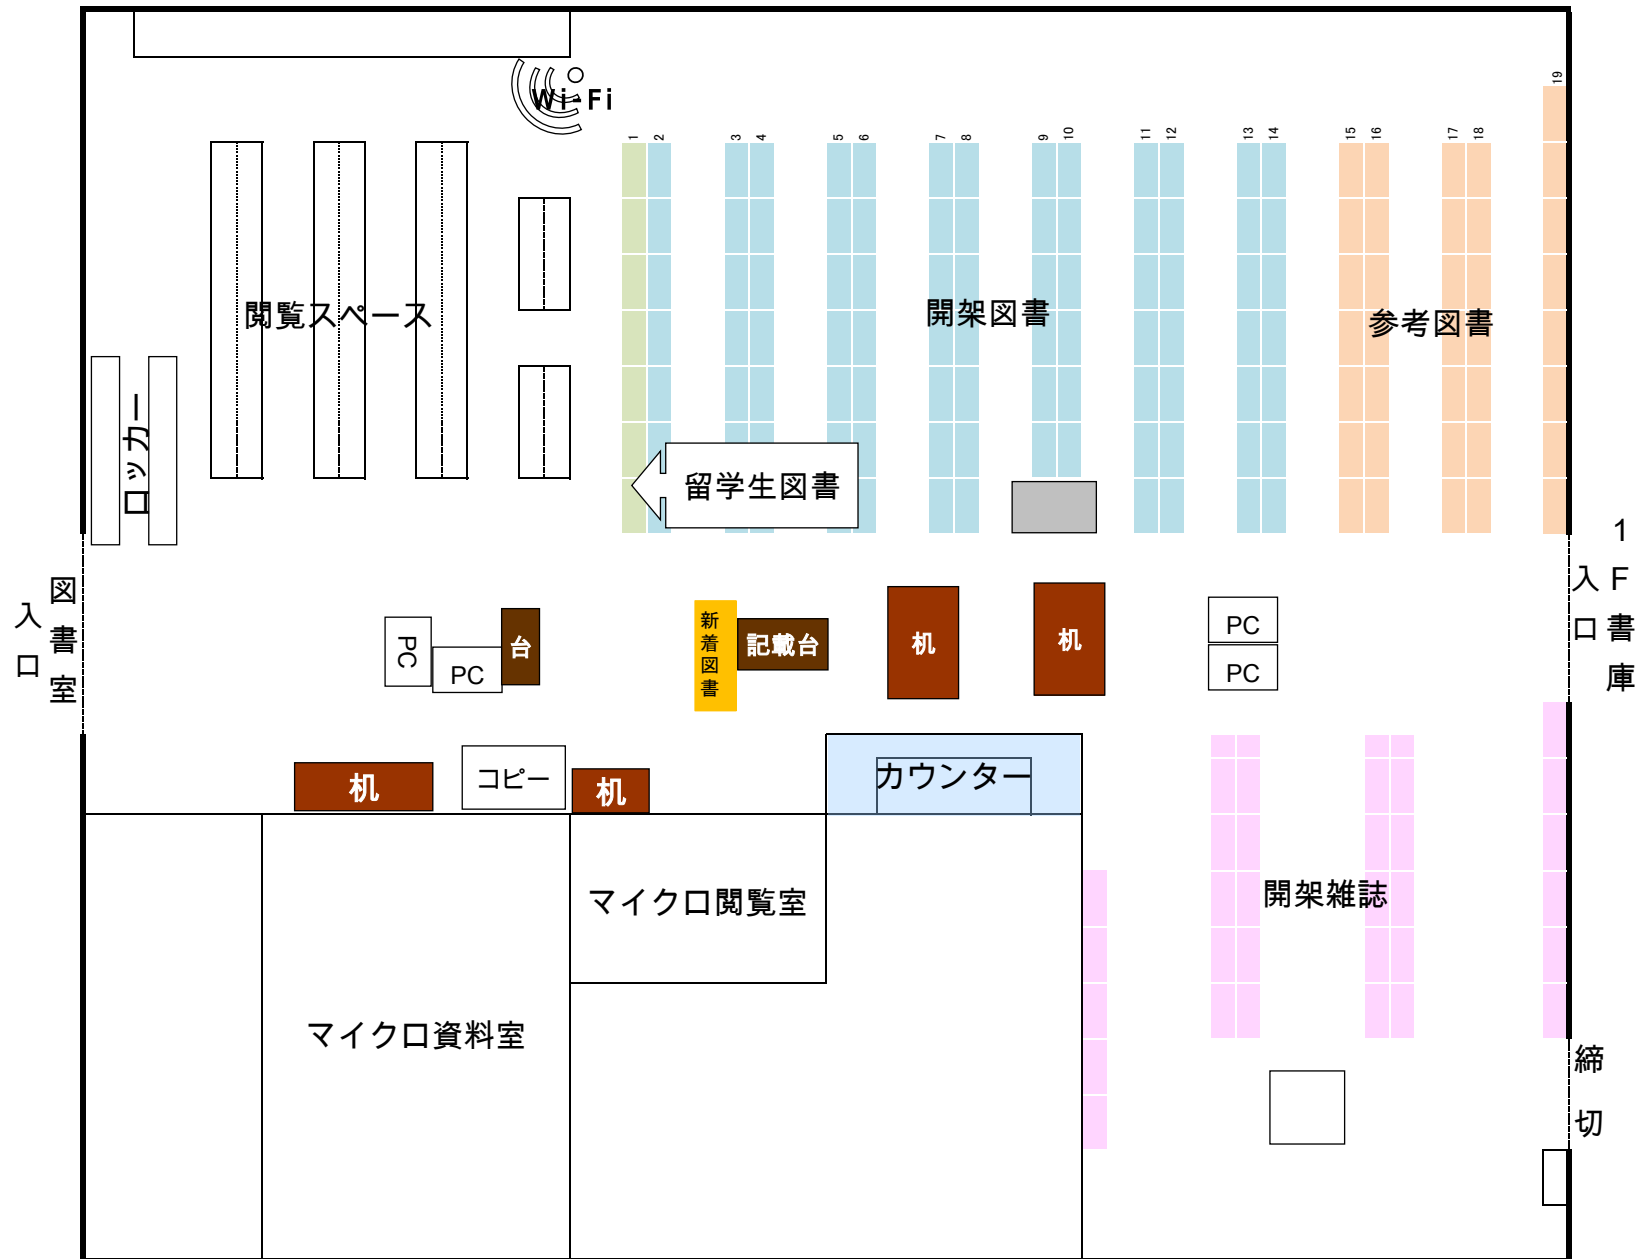 19
Wi-Fi
1
2
3
4
5
6
7
8
9
10
11
12
13
14
15
16
17
18
閲覧スペース
開架図書
参考図書
ロッカー
留学生図書
図書室
入口
1F書庫
入口
PC
PC
台
新着図書
記載台
机
机
PC
PC
机
コピー
机
カウンター
マイクロ閲覧室
開架雑誌
マイクロ資料室
締切